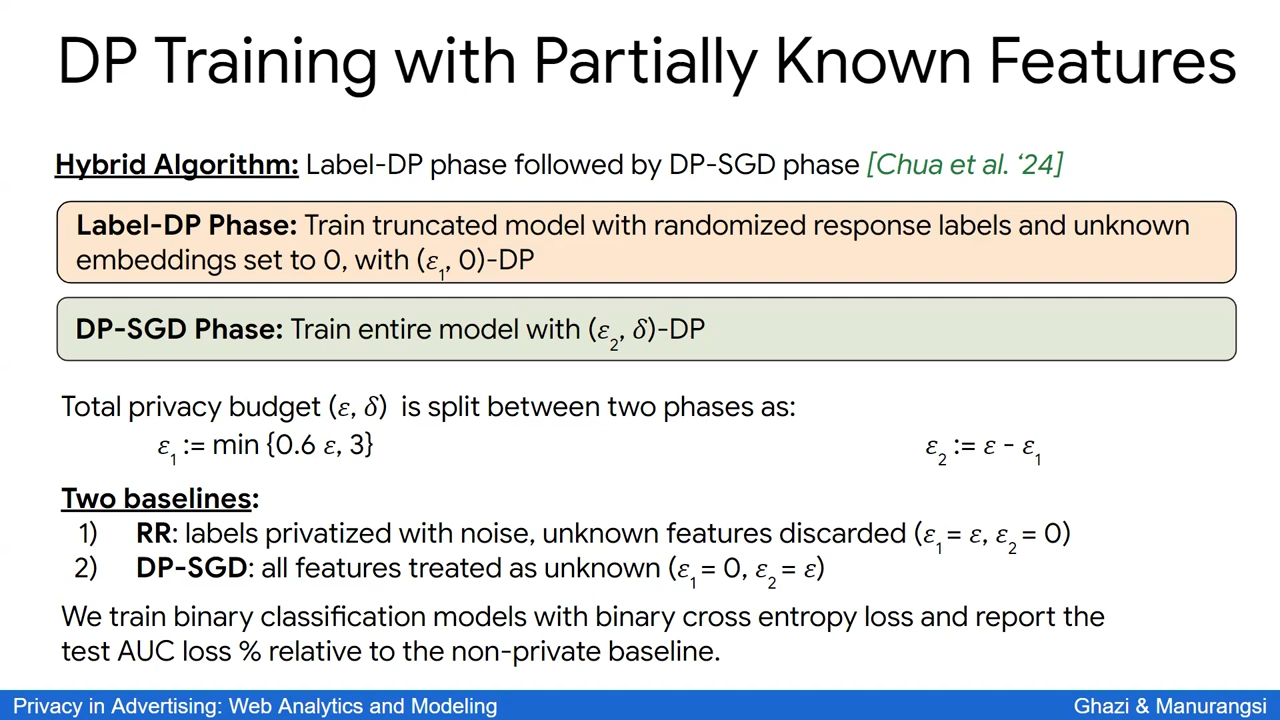 DP Training with Partially Known Features
Hybrid Algorithm: Label-DP phase followed by DP-SGD phase [Chua et al. ‘24]
Label-DP Phase: Train truncated model with randomized response labels and unknown
embeddings set to 0, with (ε₁, 0)-DP
DP-SGD Phase: Train entire model with (ε₂, δ)-DP
Total privacy budget (ε, δ) is split between two phases as:
ε₁ := min {0.6 ε, 3} ε₂ := ε - ε₁
Two baselines:
1) RR: labels privatized with noise, unknown features discarded (ε₁ = ε, ε₂ = 0)
2) DP-SGD: all features treated as unknown (ε₁ = 0, ε₂ = ε)
We train binary classification models with binary cross entropy loss and report the
test AUC loss % relative to the non-private baseline.
Privacy in Advertising: Web Analytics and Modeling Ghazi & Manurangsi